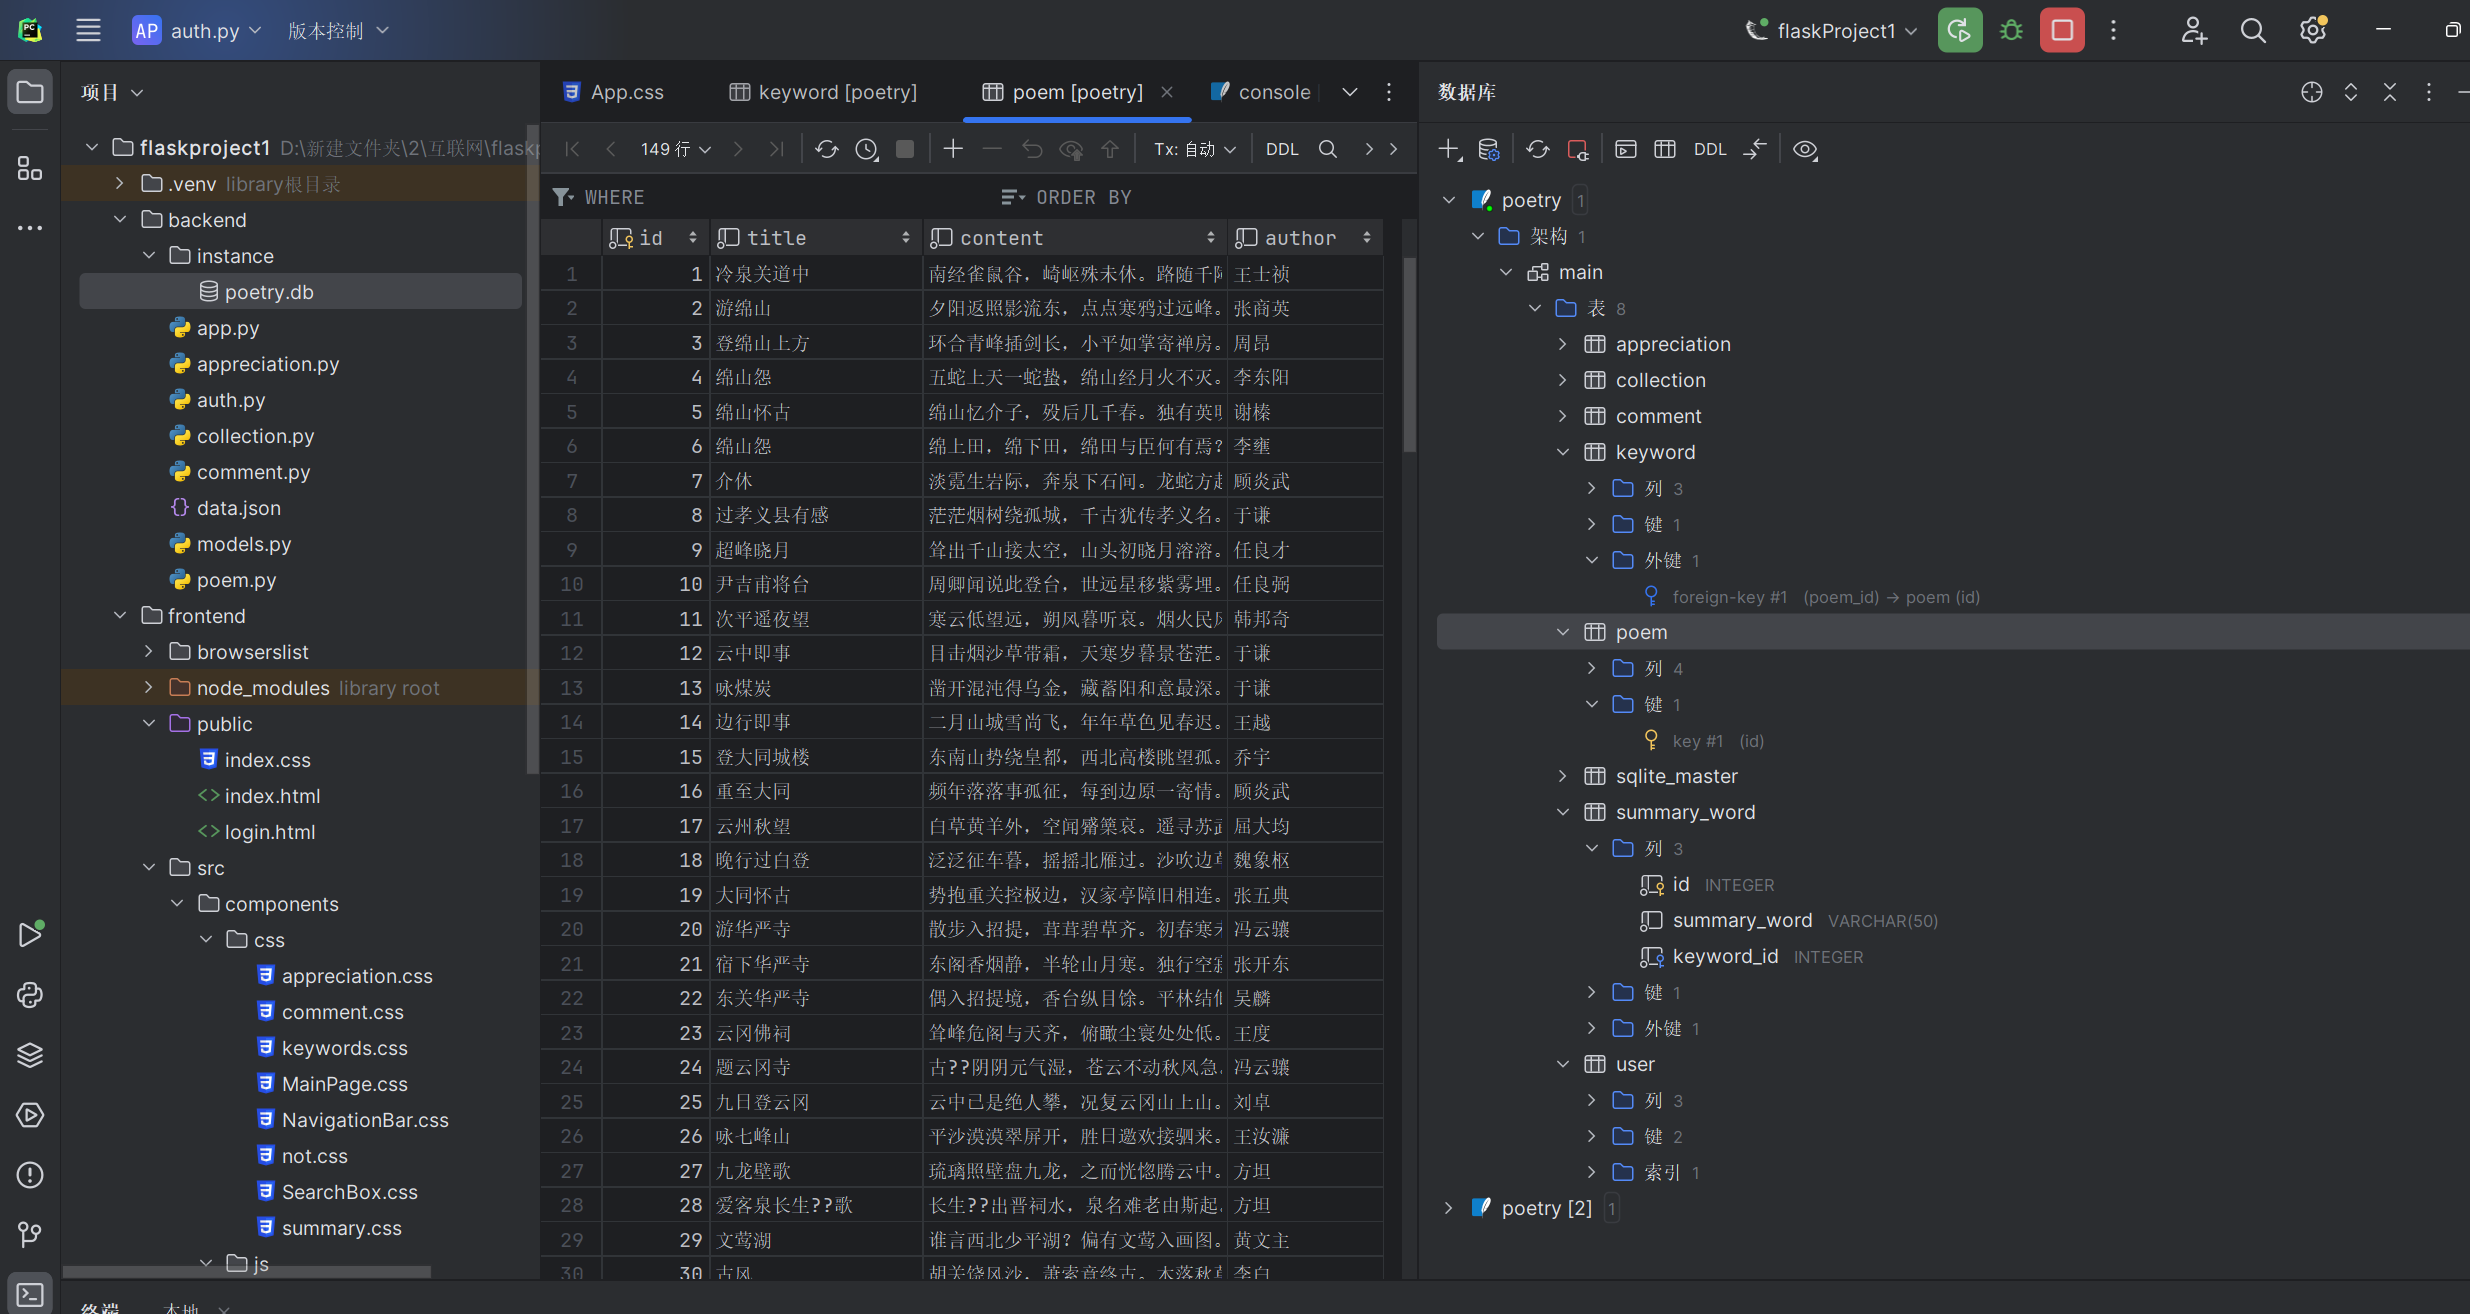 AP auth.py 版本控制 flaskProject1
项目
flaskproject1 D:\新建文件夹\2\互联网\flaskp
.venv library根目录
backend
instance
poetry.db
app.py
appreciation.py
auth.py
collection.py
comment.py
data.json
models.py
poem.py
frontend
browserslist
node_modules library root
public
index.css
index.html
login.html
src
components
css
appreciation.css
comment.css
keywords.css
MainPage.css
NavigationBar.css
not.css
SearchBox.css
summary.css
js
App.css keyword [poetry] poem [poetry] console
149 行 Tx: 自动 DDL
WHERE ORDER BY
id title content author
1 1 冷泉关道中 南经雀鼠谷，崎岖殊未休。路随千 王士祯
2 2 游绵山 夕阳返照影流东，点点寒鸦过远峰。 张商英
3 3 登绵山上方 环合青峰插剑长，小平如掌寄禅房。 周昂
4 4 绵山怨 五蛇上天一蛇蛰，绵山经月火不灭。 李东阳
5 5 绵山怀古 绵山忆介子，殁后几千春。独有英 谢榛
6 6 绵山怨 绵上田，绵下田，绵田与臣何有焉？ 李雍
7 7 介休 淡霓生岩际，奔泉下石间。龙蛇方 顾炎武
8 8 过孝义县有感 茫茫烟树绕孤城，千古犹传孝义名。 于谦
9 9 超峰晓月 耸出千山接太空，山头初晓月溶溶。 任良才
10 10 尹吉甫将台 周卿闻说此登台，世远星移紫雾埋。 任良弼
11 11 次平遥夜望 寒云低望远，朔风暮听哀。烟火民 韩邦奇
12 12 云中即事 目击烟沙草带霜，天寒岁暮景苍茫。 于谦
13 13 咏煤炭 凿开混沌得乌金，藏蓄阳和意最深。 于谦
14 14 边行即事 二月山城雪尚飞，年年草色见春迟。 王越
15 15 登大同城楼 东南山势绕皇都，西北高楼眺望孤。 乔宇
16 16 重至大同 频年落落事孤征，每到边原一寄情。 顾炎武
17 17 云州秋望 白草黄羊外，空闻觱篥哀。遥寻苏武 屈大均
18 18 晚行过白登 泛泛征车暮，摇摇北雁过。沙吹边草 魏象枢
19 19 大同怀古 势抱重关控极边，汉家亭障旧相连。 张五典
20 20 游华严寺 散步入招提，茸茸碧草齐。初春寒 冯云骧
21 21 宿下华严寺 东阁香烟静，半轮山月寒。独行空 张开东
22 22 东关华严寺 偶入招提境，香台纵目馀。平林结 吴麟
23 23 云冈佛祠 耸峰危阁与天齐，俯瞰尘寰处处低。 王度
24 24 题云冈寺 古??阴阴元气湿，苍云不动秋风急。 冯云骧
25 25 九日登云冈 云中已是绝人攀，况复云冈山上山。 刘卓
26 26 咏七峰山 平沙漠漠翠屏开，胜日邀欢接驷来。 王汝濂
27 27 九龙壁歌 琉璃照壁盘九龙，之而恍惚腾云中。 方坦
28 28 爱客泉长生??歌 长生??出晋祠水，泉名难老由斯起。 方坦
29 29 文莺湖 谁言西北少平湖？偏有文莺入画图。 黄文主
30 30 古风 胡关饶风沙，萧索竟终古。木落秋草 李白
数据库
DDL
poetry 1
架构 1
main
表 8
appreciation
collection
comment
keyword
列 3
键 1
外键 1
foreign-key #1 (poem_id) → poem (id)
poem
列 4
键 1
key #1 (id)
sqlite_master
summary_word
列 3
id INTEGER
summary_word VARCHAR(50)
keyword_id INTEGER
键 1
外键 1
user
列 3
键 2
索引 1
poetry [2] 1
终端 本地